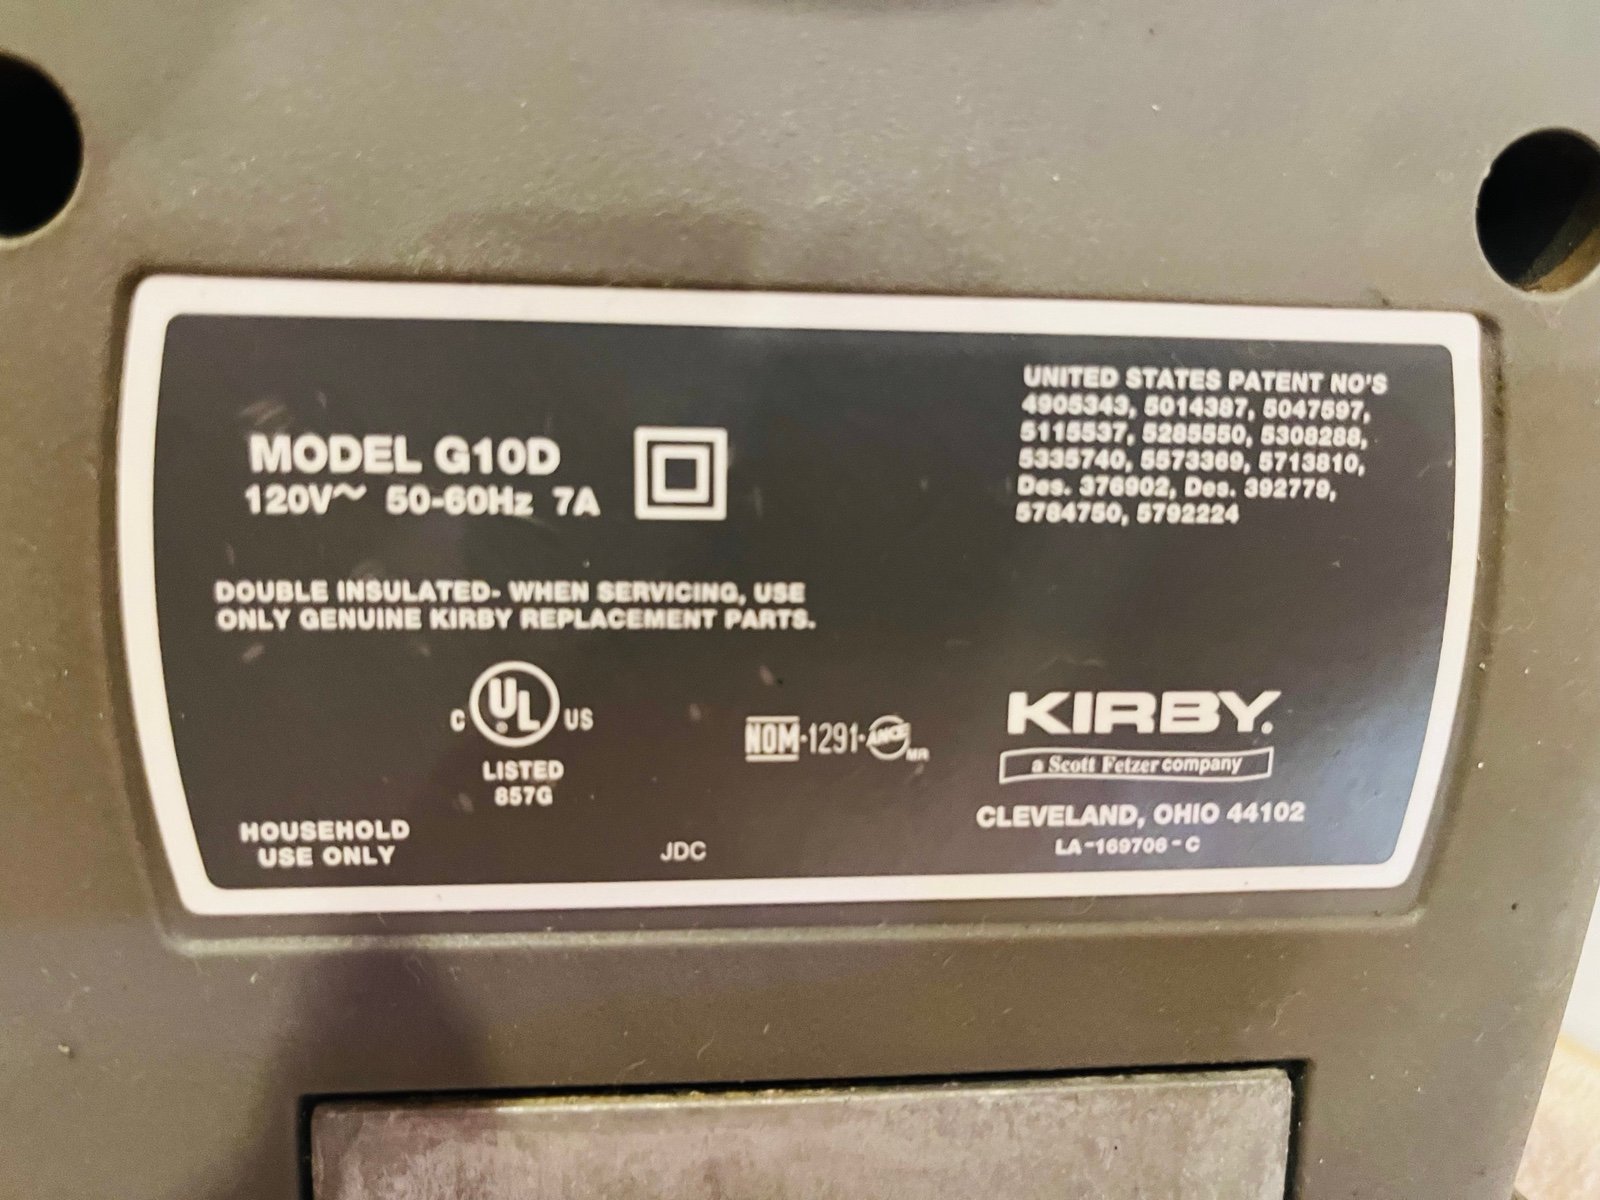 MODEL G10D
120V~ 50-60Hz 7A
UNITED STATES PATENT NO'S
4905343, 5014387, 5047597,
5115537, 5285550, 5308288,
5335740, 5573369, 5713810,
Des. 376902, Des. 392779,
5784750, 5792224
DOUBLE INSULATED- WHEN SERVICING, USE
ONLY GENUINE KIRBY REPLACEMENT PARTS.
C UL US
LISTED
857G
NOM-1291-ANCE MR
KIRBY.
a Scott Fetzer company
CLEVELAND, OHIO 44102
LA-169706-C
HOUSEHOLD
USE ONLY
JDC